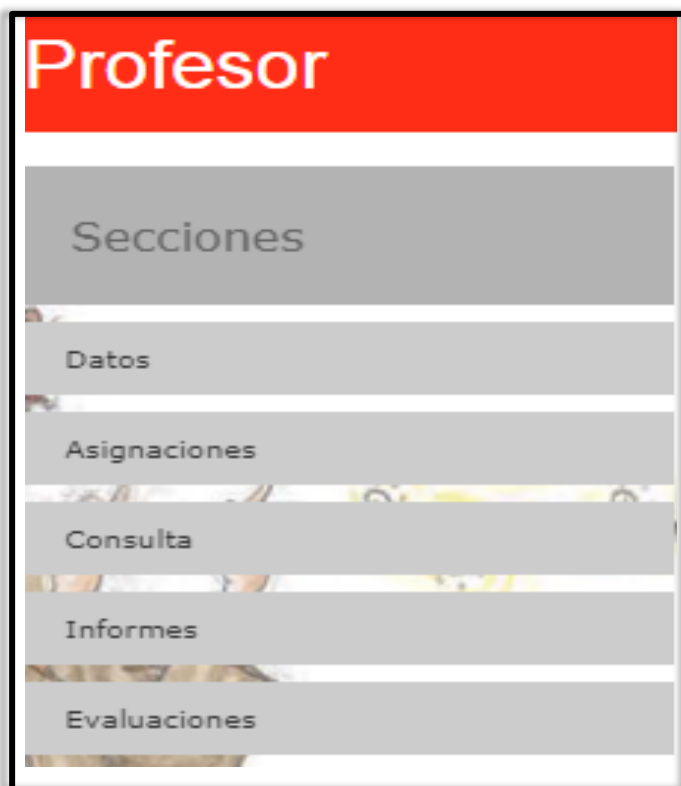 Profesor
Secciones
Datos
Asignaciones
Consulta
Informes
Evaluaciones